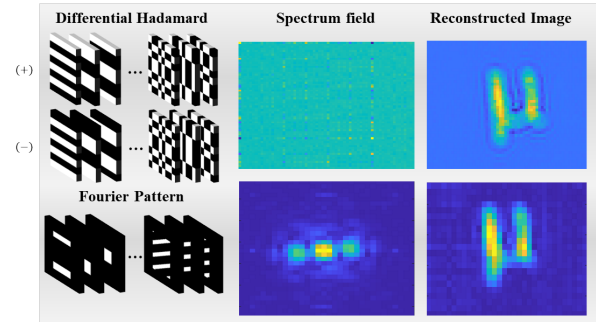 Differential Hadamard
Spectrum field
Reconstructed Image
(+)
...
(−)
...
Fourier Pattern
...
μ
μ